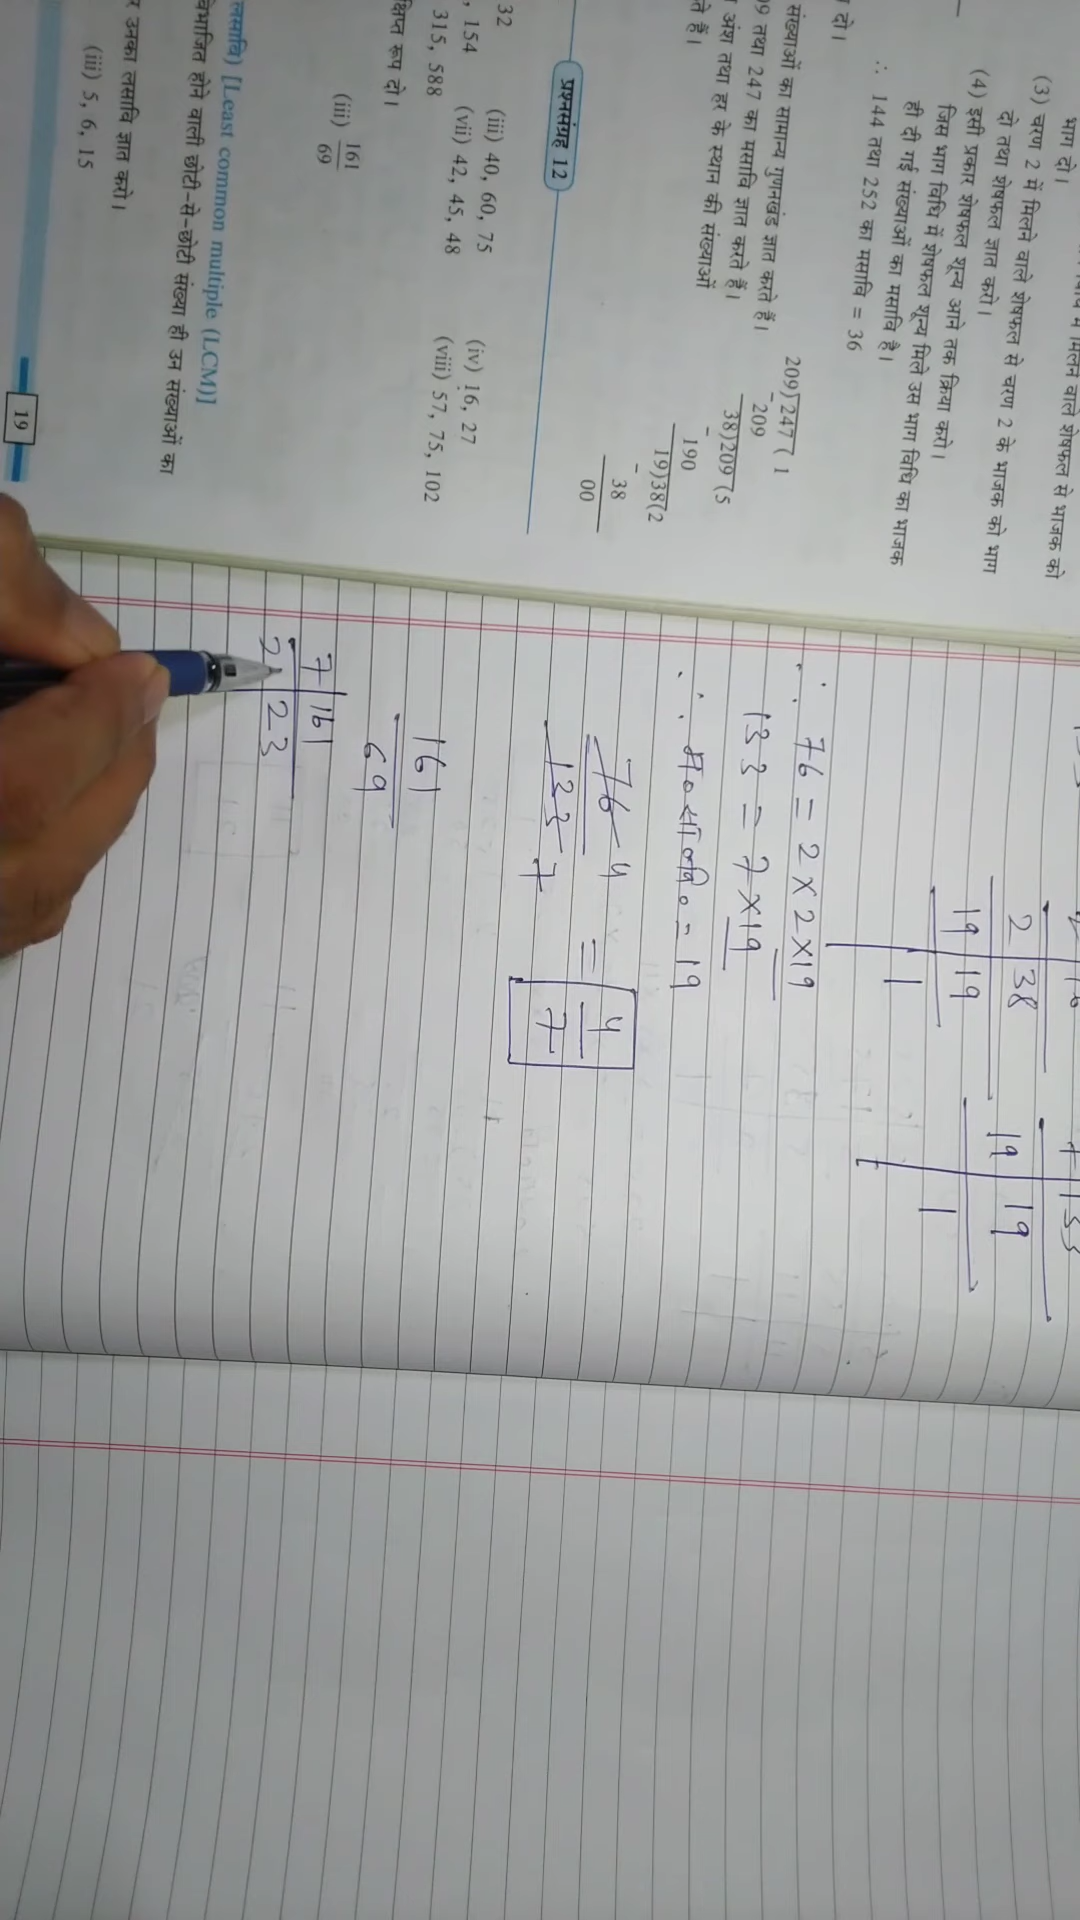 भाग दो।
(3) चरण 2 में मिलने वाले शेषफल से चरण 2 के भाजक को भाग
दो तथा शेषफल ज्ञात करो।
(4) इसी प्रकार शेषफल शून्य आने तक क्रिया करो।
जिस भाग विधि में शेषफल शून्य मिले उस भाग विधि का भाजक
ही दी गई संख्याओं का मसावि है।
∴ 144 तथा 252 का मसावि = 36
दो।
संख्याओं का सामान्य गुणनखंड ज्ञात करते हैं।
09 तथा 247 का मसावि ज्ञात करते हैं।
अंश तथा हर के स्थान की संख्याओं
ते हैं।
209)247( 1
- 209
38)209(5
- 190
19)38(2
- 38
00
प्रश्नसंग्रह 12
32
(iii) 40, 60, 75
(iv) 16, 27
, 154
(vii) 42, 45, 48
(viii) 57, 75, 102
315, 588
क्षिप्त रूप दो।
(iii) 161/69
लसावि) [Least common multiple (LCM)]
विभाजित होने वाली छोटी-से-छोटी संख्या ही उन संख्याओं का
र उनका लसावि ज्ञात करो।
(iii) 5, 6, 15
19
2 38
19 19
1
19 19
1
∴ 76 = 2 × 2 × 19
133 = 7 × 19
∴ म॰सा॰वि॰ = 19
76 4
133 7
= 4/7
161
69
7 161
2 23